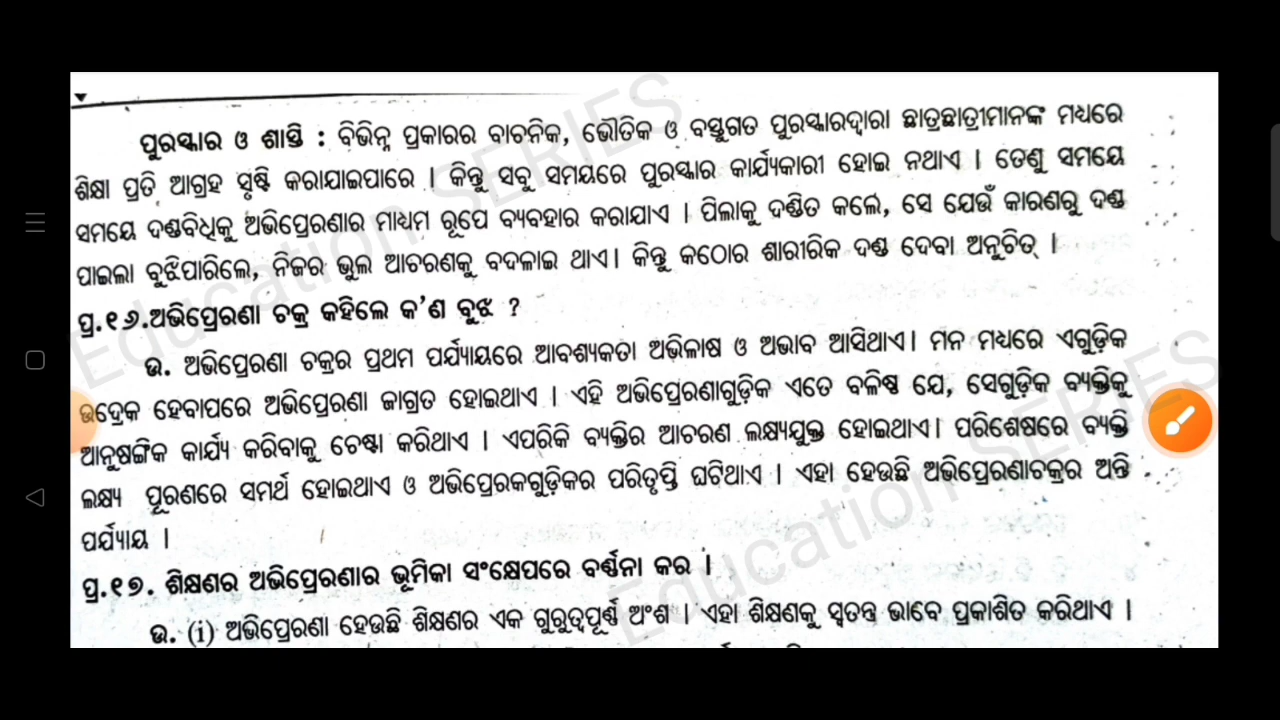 ପୁରସ୍କାର ଓ ଶାସ୍ତି : ବିଭିନ୍ନ ପ୍ରକାରର ବାଚନିକ, ଭୌତିକ ଓ ବସ୍ତୁଗତ ପୁରସ୍କାରଦ୍ୱାରା ଛାତ୍ରଛାତ୍ରୀମାନଙ୍କ ମଧ୍ୟରେ
ଶିକ୍ଷା ପ୍ରତି ଆଗ୍ରହ ସୃଷ୍ଟି କରାଯାଇପାରେ । କିନ୍ତୁ ସବୁ ସମୟରେ ପୁରସ୍କାର କାର୍ଯ୍ୟକାରୀ ହୋଇ ନଥାଏ । ତେଣୁ ସମୟେ
ସମୟେ ଦଣ୍ଡବିଧିକୁ ଅଭିପ୍ରେରଣାର ମାଧ୍ୟମ ରୂପେ ବ୍ୟବହାର କରାଯାଏ । ପିଲାକୁ ଦଣ୍ଡିତ କଲେ, ସେ ଯେଉଁ କାରଣରୁ ଦଣ୍ଡ
ପାଇଲା ବୁଝିପାରିଲେ, ନିଜର ଭୁଲ ଆଚରଣକୁ ବଦଳାଇ ଥାଏ। କିନ୍ତୁ କଠୋର ଶାରୀରିକ ଦଣ୍ଡ ଦେବା ଅନୁଚିତ୍ ।
ପ୍ର.୧୬.ଅଭିପ୍ରେରଣା ଚକ୍ର କହିଲେ କ'ଣ ବୁଝ ?
ଉ. ଅଭିପ୍ରେରଣା ଚକ୍ରର ପ୍ରଥମ ପର୍ଯ୍ୟାୟରେ ଆବଶ୍ୟକତା ଅଭିଳାଷ ଓ ଅଭାବ ଆସିଥାଏ। ମନ ମଧ୍ୟରେ ଏଗୁଡ଼ିକ
ଉଦ୍ରେକ ହେବାପରେ ଅଭିପ୍ରେରଣା ଜାଗ୍ରତ ହୋଇଥାଏ । ଏହି ଅଭିପ୍ରେରଣାଗୁଡ଼ିକ ଏତେ ବଳିଷ୍ଠ ଯେ, ସେଗୁଡ଼ିକ ବ୍ୟକ୍ତିକୁ
ଆନୁଷଙ୍ଗିକ କାର୍ଯ୍ୟ କରିବାକୁ ଚେଷ୍ଟା କରିଥାଏ । ଏପରିକି ବ୍ୟକ୍ତିର ଆଚରଣ ଲକ୍ଷ୍ୟଯୁକ୍ତ ହୋଇଥାଏ। ପରିଶେଷରେ ବ୍ୟକ୍ତି
ଲକ୍ଷ୍ୟ ପୂରଣରେ ସମର୍ଥ ହୋଇଥାଏ ଓ ଅଭିପ୍ରେରକଗୁଡ଼ିକର ପରିତୃପ୍ତି ଘଟିଥାଏ । ଏହା ହେଉଛି ଅଭିପ୍ରେରଣାଚକ୍ରର ଅନ୍ତି
ପର୍ଯ୍ୟାୟ ।
ପ୍ର.୧୭. ଶିକ୍ଷଣର ଅଭିପ୍ରେରଣାର ଭୂମିକା ସଂକ୍ଷେପରେ ବର୍ଣ୍ଣନା କର ।
ଉ. (i) ଅଭିପ୍ରେରଣା ହେଉଛି ଶିକ୍ଷଣର ଏକ ଗୁରୁତ୍ୱପୂର୍ଣ୍ଣ ଅଂଶ । ଏହା ଶିକ୍ଷଣକୁ ସ୍ୱତନ୍ତ୍ର ଭାବେ ପ୍ରକାଶିତ କରିଥାଏ ।
Education SERIES
Education SERIES